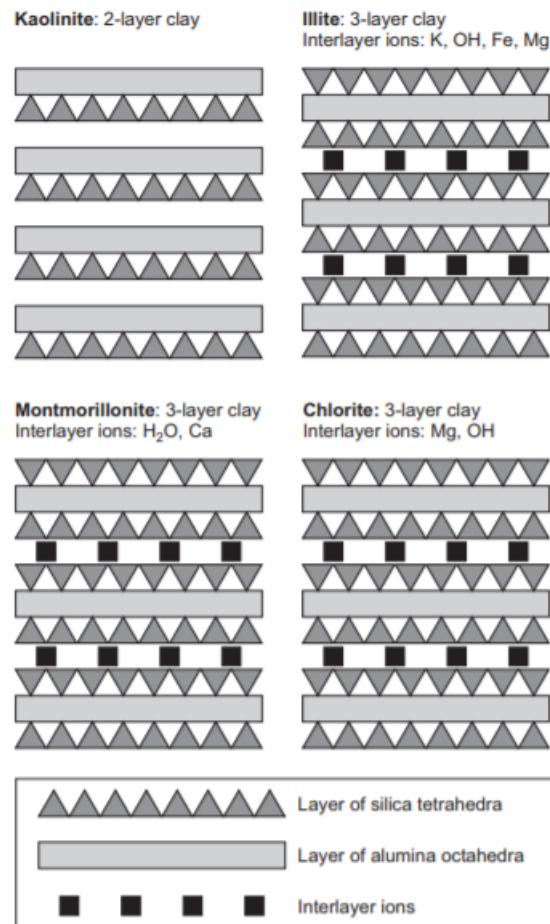 Kaolinite: 2-layer clay
Illite: 3-layer clay
Interlayer ions: K, OH, Fe, Mg
Montmorillonite: 3-layer clay
Interlayer ions: H₂O, Ca
Chlorite: 3-layer clay
Interlayer ions: Mg, OH
Layer of silica tetrahedra
Layer of alumina octahedra
Interlayer ions